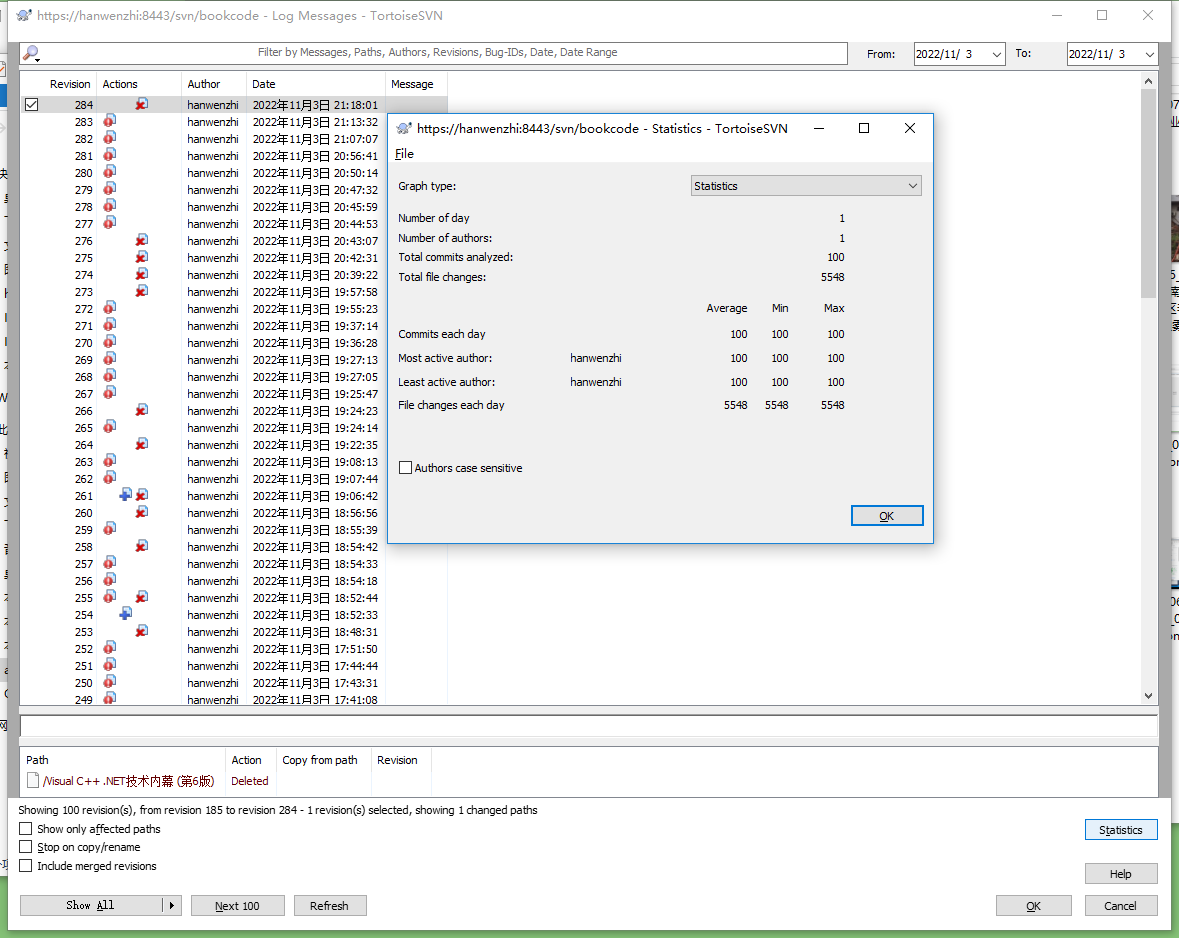 https://hanwenzhi:8443/svn/bookcode - Log Messages - TortoiseSVN
Filter by Messages, Paths, Authors, Revisions, Bug-IDs, Date, Date Range From: 2022/11/ 3 To: 2022/11/ 3
Revision Actions Author Date Message
284 hanwenzhi 2022年11月3日 21:18:01
283 hanwenzhi 2022年11月3日 21:13:32
282 hanwenzhi 2022年11月3日 21:07:07
281 hanwenzhi 2022年11月3日 20:56:41
280 hanwenzhi 2022年11月3日 20:50:14
279 hanwenzhi 2022年11月3日 20:47:32
278 hanwenzhi 2022年11月3日 20:45:59
277 hanwenzhi 2022年11月3日 20:44:53
276 hanwenzhi 2022年11月3日 20:43:07
275 hanwenzhi 2022年11月3日 20:42:31
274 hanwenzhi 2022年11月3日 20:39:22
273 hanwenzhi 2022年11月3日 19:57:58
272 hanwenzhi 2022年11月3日 19:55:23
271 hanwenzhi 2022年11月3日 19:37:14
270 hanwenzhi 2022年11月3日 19:36:28
269 hanwenzhi 2022年11月3日 19:27:13
268 hanwenzhi 2022年11月3日 19:27:05
267 hanwenzhi 2022年11月3日 19:25:47
266 hanwenzhi 2022年11月3日 19:24:23
265 hanwenzhi 2022年11月3日 19:24:14
264 hanwenzhi 2022年11月3日 19:22:35
263 hanwenzhi 2022年11月3日 19:08:13
262 hanwenzhi 2022年11月3日 19:07:44
261 hanwenzhi 2022年11月3日 19:06:42
260 hanwenzhi 2022年11月3日 18:56:56
259 hanwenzhi 2022年11月3日 18:55:39
258 hanwenzhi 2022年11月3日 18:54:42
257 hanwenzhi 2022年11月3日 18:54:33
256 hanwenzhi 2022年11月3日 18:54:18
255 hanwenzhi 2022年11月3日 18:52:44
254 hanwenzhi 2022年11月3日 18:52:33
253 hanwenzhi 2022年11月3日 18:48:31
252 hanwenzhi 2022年11月3日 17:51:50
251 hanwenzhi 2022年11月3日 17:44:44
250 hanwenzhi 2022年11月3日 17:43:31
249 hanwenzhi 2022年11月3日 17:41:08
https://hanwenzhi:8443/svn/bookcode - Statistics - TortoiseSVN
File
Graph type: Statistics
Number of day 1
Number of authors: 1
Total commits analyzed: 100
Total file changes: 5548
Average Min Max
Commits each day 100 100 100
Most active author: hanwenzhi 100 100 100
Least active author: hanwenzhi 100 100 100
File changes each day 5548 5548 5548
Authors case sensitive
OK
Path Action Copy from path Revision
/Visual C++ .NET技术内幕 (第6版) Deleted
Showing 100 revision(s), from revision 185 to revision 284 - 1 revision(s) selected, showing 1 changed paths
Show only affected paths
Stop on copy/rename
Include merged revisions
Statistics
Help
Show All Next 100 Refresh OK Cancel